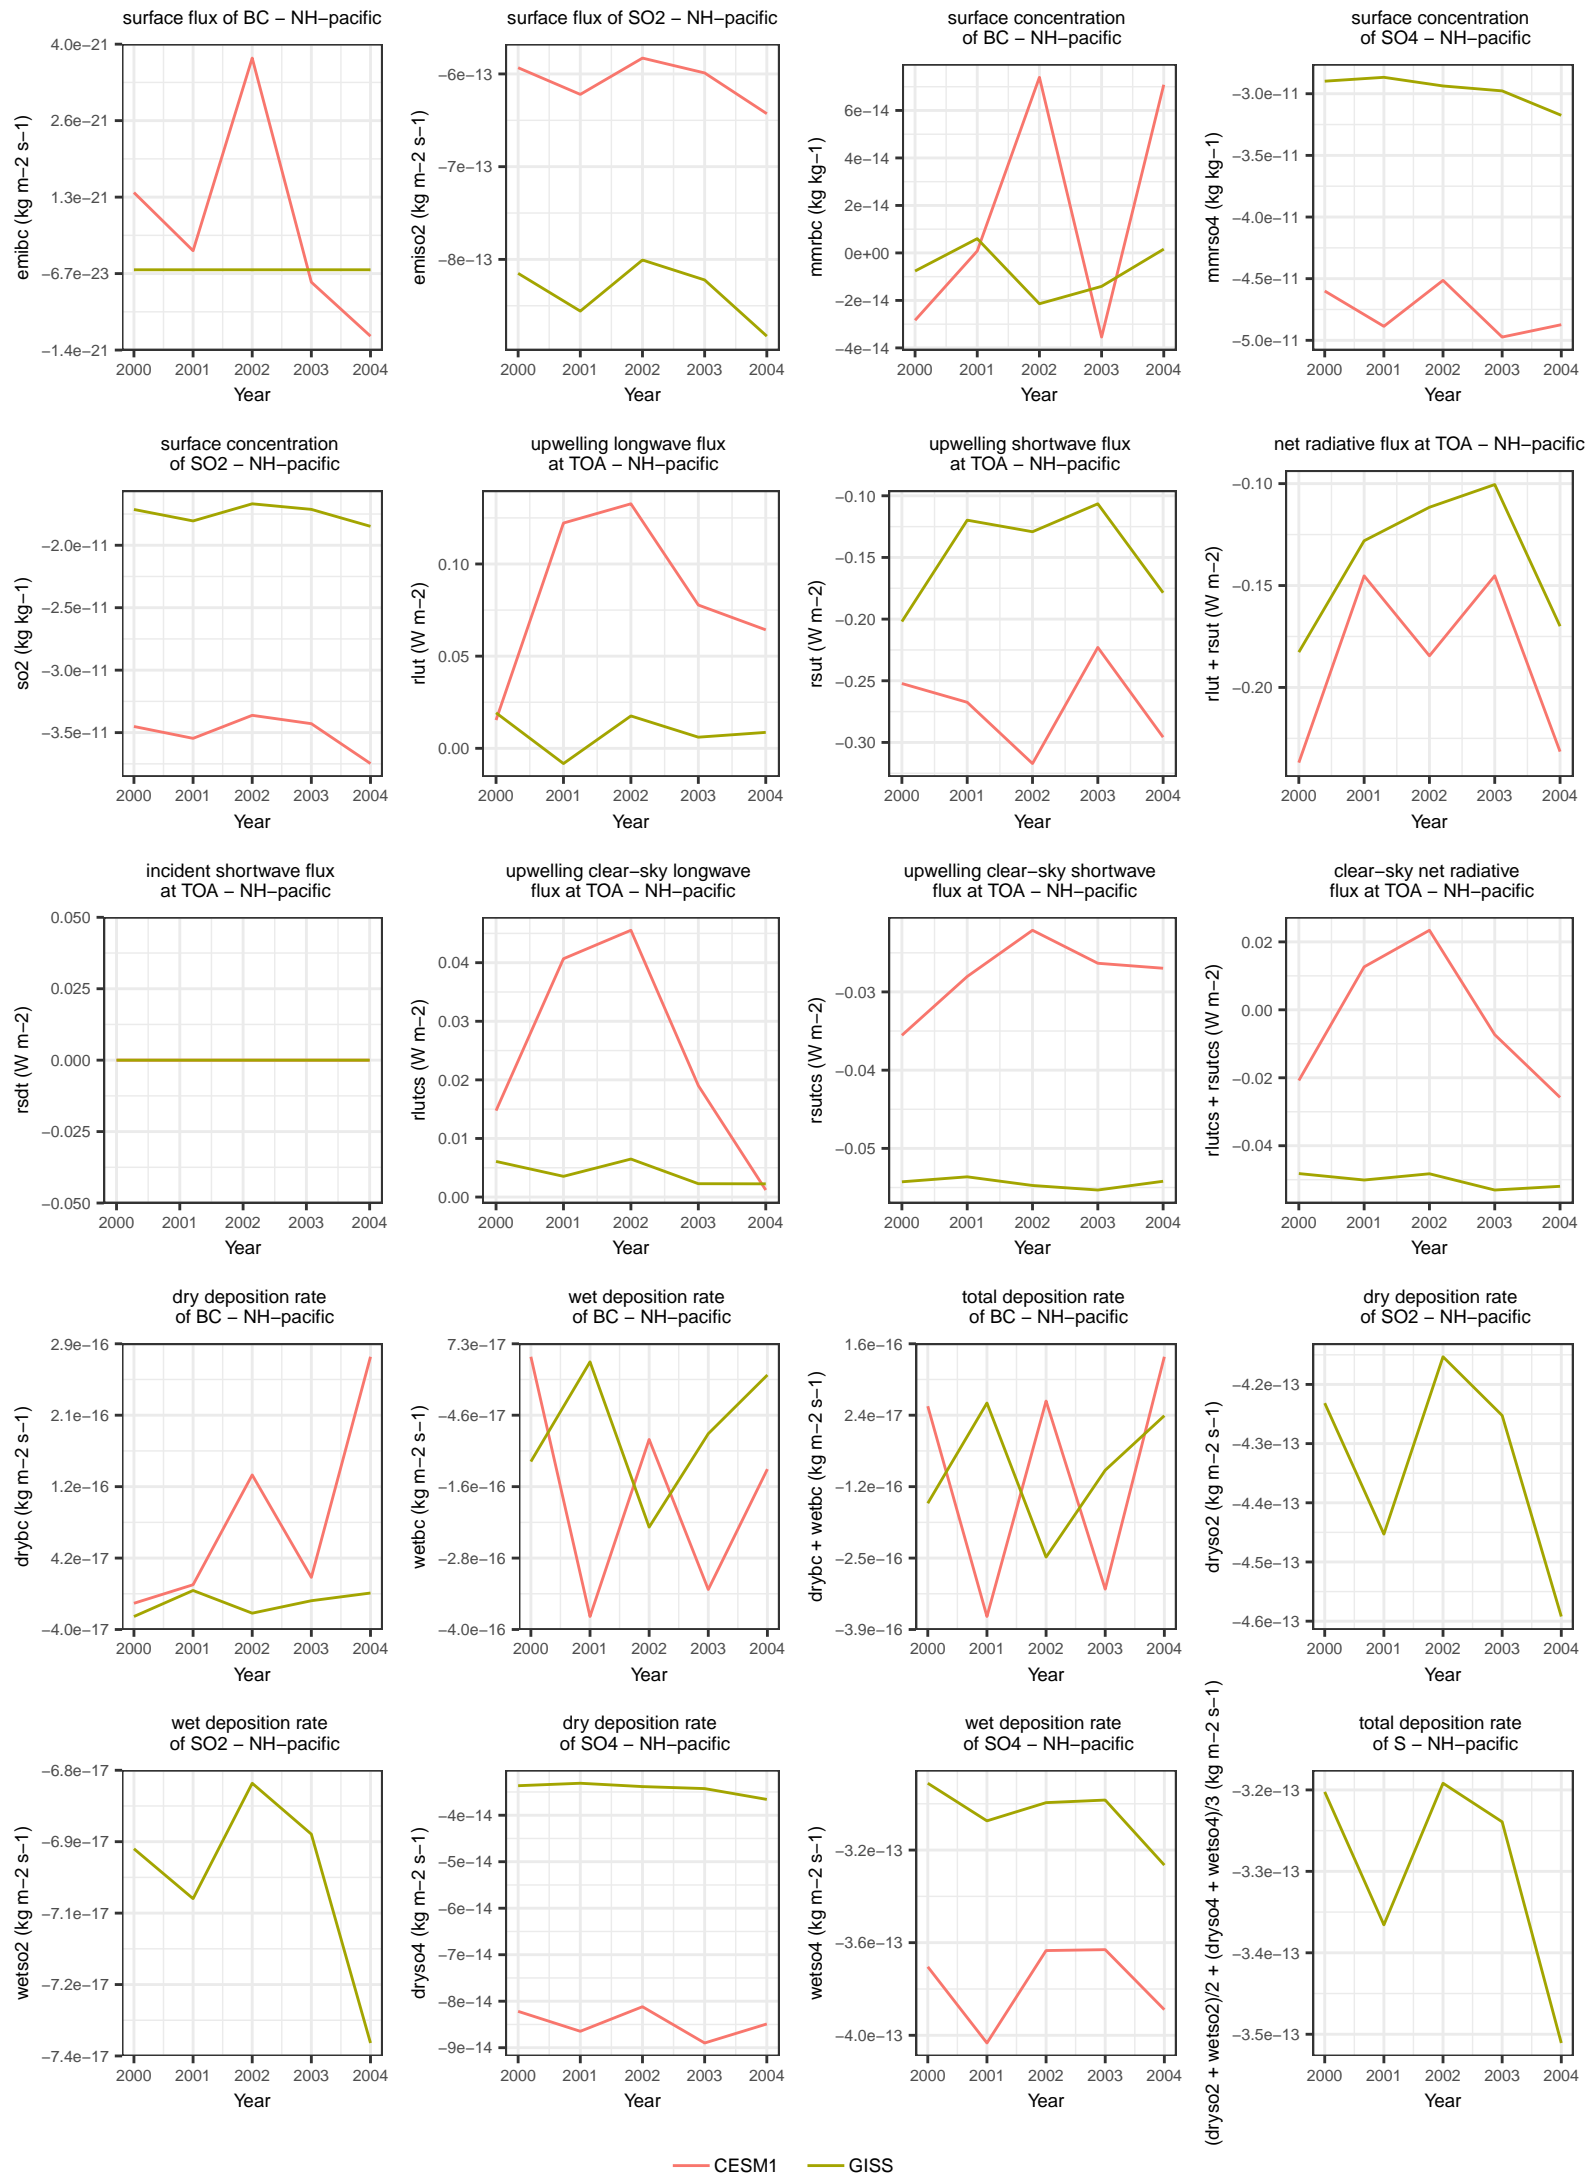 surface flux of BC − NH−pacific
emibc (kg m−2 s−1)
4.0e−21
2.6e−21
1.3e−21
−6.7e−23
−1.4e−21
2000 2001 2002 2003 2004
Year
surface flux of SO2 − NH−pacific
emiso2 (kg m−2 s−1)
−6e−13
−7e−13
−8e−13
2000 2001 2002 2003 2004
Year
surface concentration
of BC − NH−pacific
mmrbc (kg kg−1)
6e−14
4e−14
2e−14
0e+00
−2e−14
−4e−14
2000 2001 2002 2003 2004
Year
surface concentration
of SO4 − NH−pacific
mmrso4 (kg kg−1)
−3.0e−11
−3.5e−11
−4.0e−11
−4.5e−11
−5.0e−11
2000 2001 2002 2003 2004
Year
surface concentration
of SO2 − NH−pacific
so2 (kg kg−1)
−2.0e−11
−2.5e−11
−3.0e−11
−3.5e−11
2000 2001 2002 2003 2004
Year
upwelling longwave flux
at TOA − NH−pacific
rlut (W m−2)
0.10
0.05
0.00
2000 2001 2002 2003 2004
Year
upwelling shortwave flux
at TOA − NH−pacific
rsut (W m−2)
−0.10
−0.15
−0.20
−0.25
−0.30
2000 2001 2002 2003 2004
Year
net radiative flux at TOA − NH−pacific
rlut + rsut (W m−2)
−0.10
−0.15
−0.20
2000 2001 2002 2003 2004
Year
incident shortwave flux
at TOA − NH−pacific
rsdt (W m−2)
0.050
0.025
0.000
−0.025
−0.050
2000 2001 2002 2003 2004
Year
upwelling clear−sky longwave
flux at TOA − NH−pacific
rlutcs (W m−2)
0.04
0.03
0.02
0.01
0.00
2000 2001 2002 2003 2004
Year
upwelling clear−sky shortwave
flux at TOA − NH−pacific
rsutcs (W m−2)
−0.03
−0.04
−0.05
2000 2001 2002 2003 2004
Year
clear−sky net radiative
flux at TOA − NH−pacific
rlutcs + rsutcs (W m−2)
0.02
0.00
−0.02
−0.04
2000 2001 2002 2003 2004
Year
dry deposition rate
of BC − NH−pacific
drybc (kg m−2 s−1)
2.9e−16
2.1e−16
1.2e−16
4.2e−17
−4.0e−17
2000 2001 2002 2003 2004
Year
wet deposition rate
of BC − NH−pacific
wetbc (kg m−2 s−1)
7.3e−17
−4.6e−17
−1.6e−16
−2.8e−16
−4.0e−16
2000 2001 2002 2003 2004
Year
total deposition rate
of BC − NH−pacific
drybc + wetbc (kg m−2 s−1)
1.6e−16
2.4e−17
−1.2e−16
−2.5e−16
−3.9e−16
2000 2001 2002 2003 2004
Year
dry deposition rate
of SO2 − NH−pacific
dryso2 (kg m−2 s−1)
−4.2e−13
−4.3e−13
−4.4e−13
−4.5e−13
−4.6e−13
2000 2001 2002 2003 2004
Year
wet deposition rate
of SO2 − NH−pacific
wetso2 (kg m−2 s−1)
−6.8e−17
−6.9e−17
−7.1e−17
−7.2e−17
−7.4e−17
2000 2001 2002 2003 2004
Year
dry deposition rate
of SO4 − NH−pacific
dryso4 (kg m−2 s−1)
−4e−14
−5e−14
−6e−14
−7e−14
−8e−14
−9e−14
2000 2001 2002 2003 2004
Year
wet deposition rate
of SO4 − NH−pacific
wetso4 (kg m−2 s−1)
−3.2e−13
−3.6e−13
−4.0e−13
2000 2001 2002 2003 2004
Year
total deposition rate
of S − NH−pacific
(dryso2 + wetso2)/2 + (dryso4 + wetso4)/3 (kg m−2 s−1)
−3.2e−13
−3.3e−13
−3.4e−13
−3.5e−13
2000 2001 2002 2003 2004
Year
CESM1 GISS